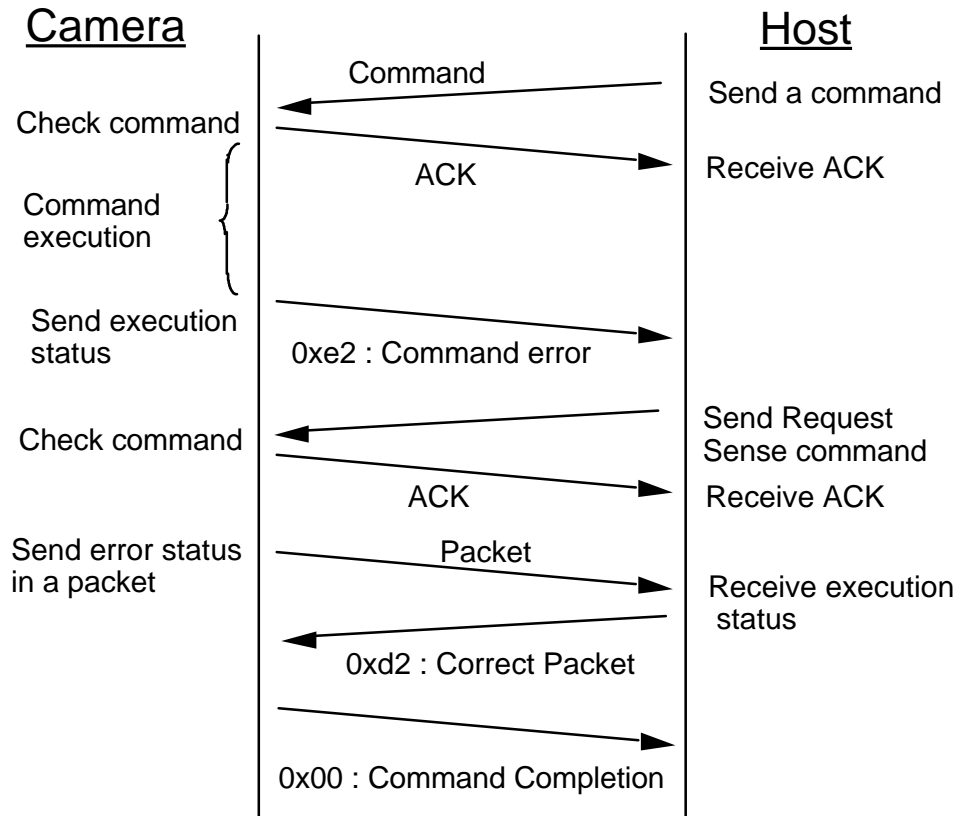 Camera
Host
Command
Send a command
Check command
ACK
Receive ACK
Command
execution
Send execution
status
0xe2 : Command error
Send Request
Sense command
Check command
ACK
Receive ACK
Send error status
in a packet
Packet
Receive execution
status
0xd2 : Correct Packet
0x00 : Command Completion